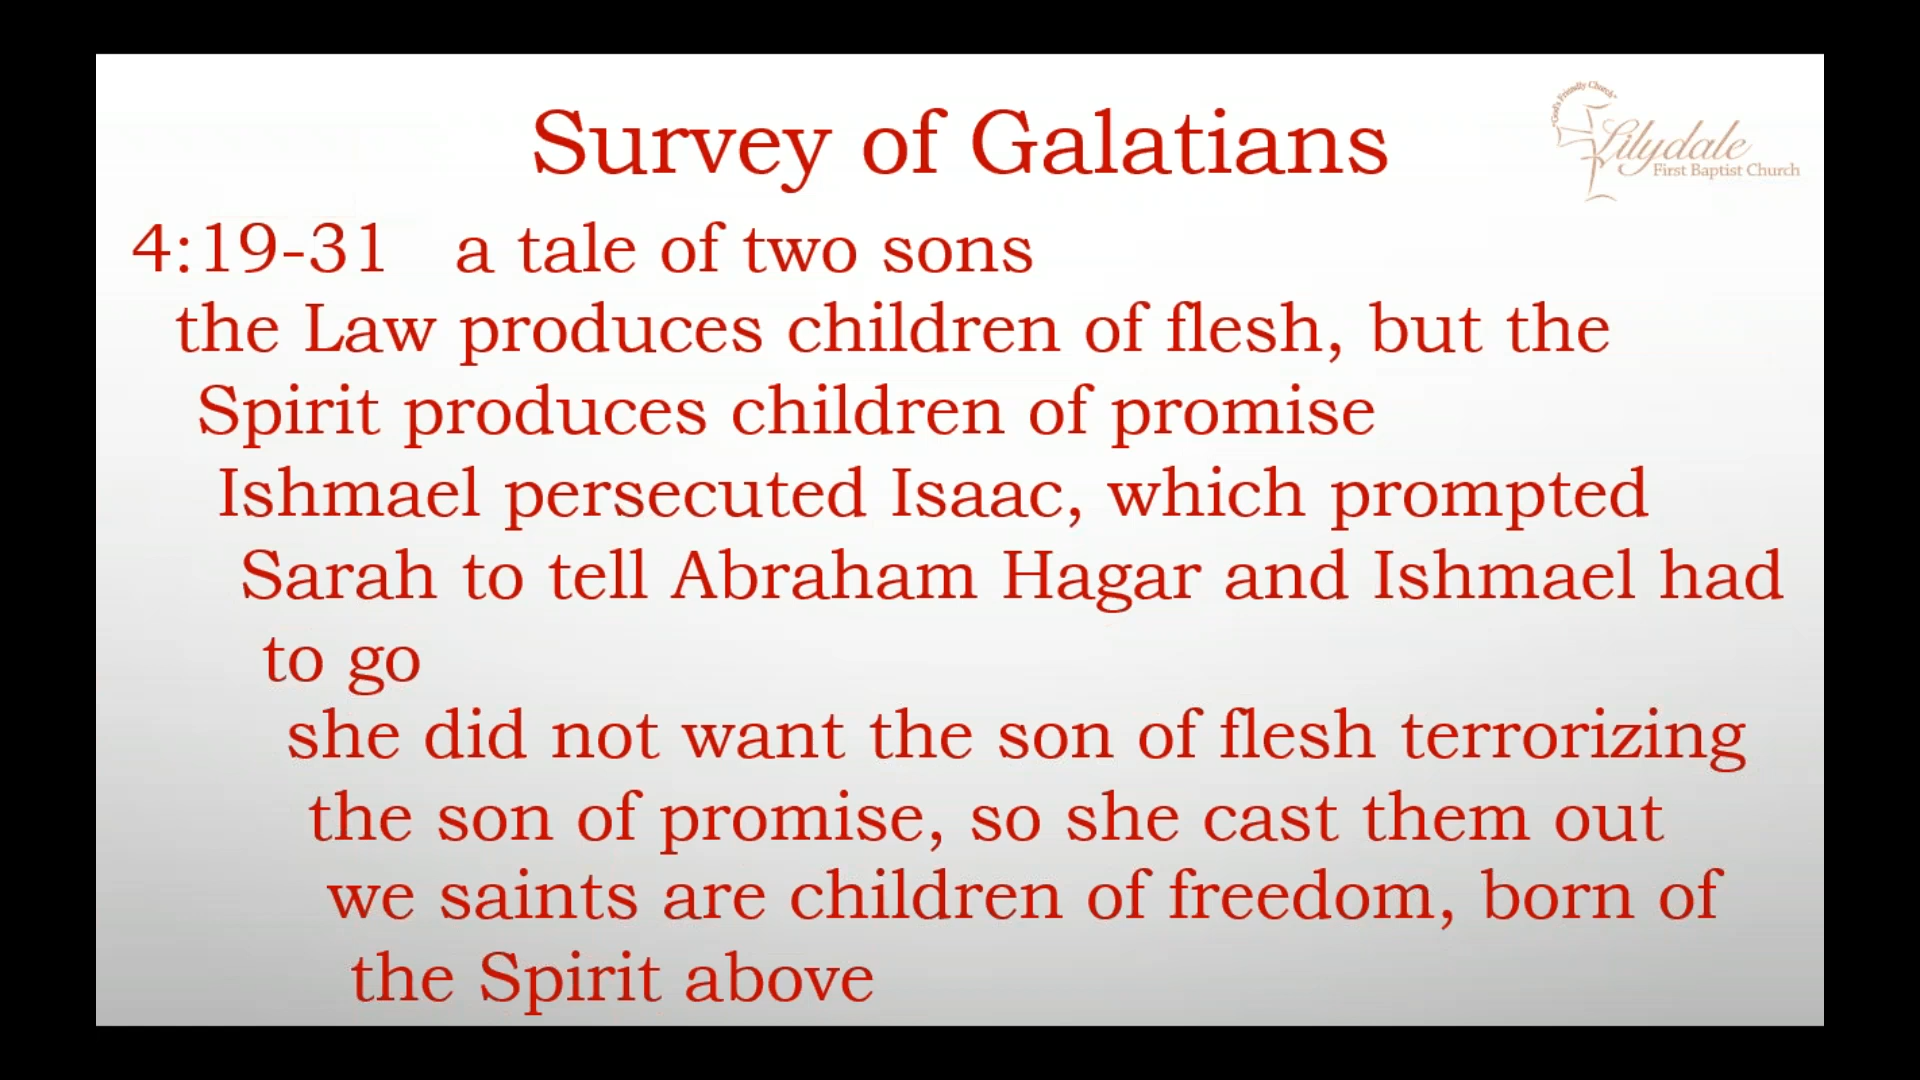 Survey of Galatians
"God's Friendly Church"
Lilydale
First Baptist Church
4:19-31 a tale of two sons
the Law produces children of flesh, but the
Spirit produces children of promise
Ishmael persecuted Isaac, which prompted
Sarah to tell Abraham Hagar and Ishmael had
to go
she did not want the son of flesh terrorizing
the son of promise, so she cast them out
we saints are children of freedom, born of
the Spirit above